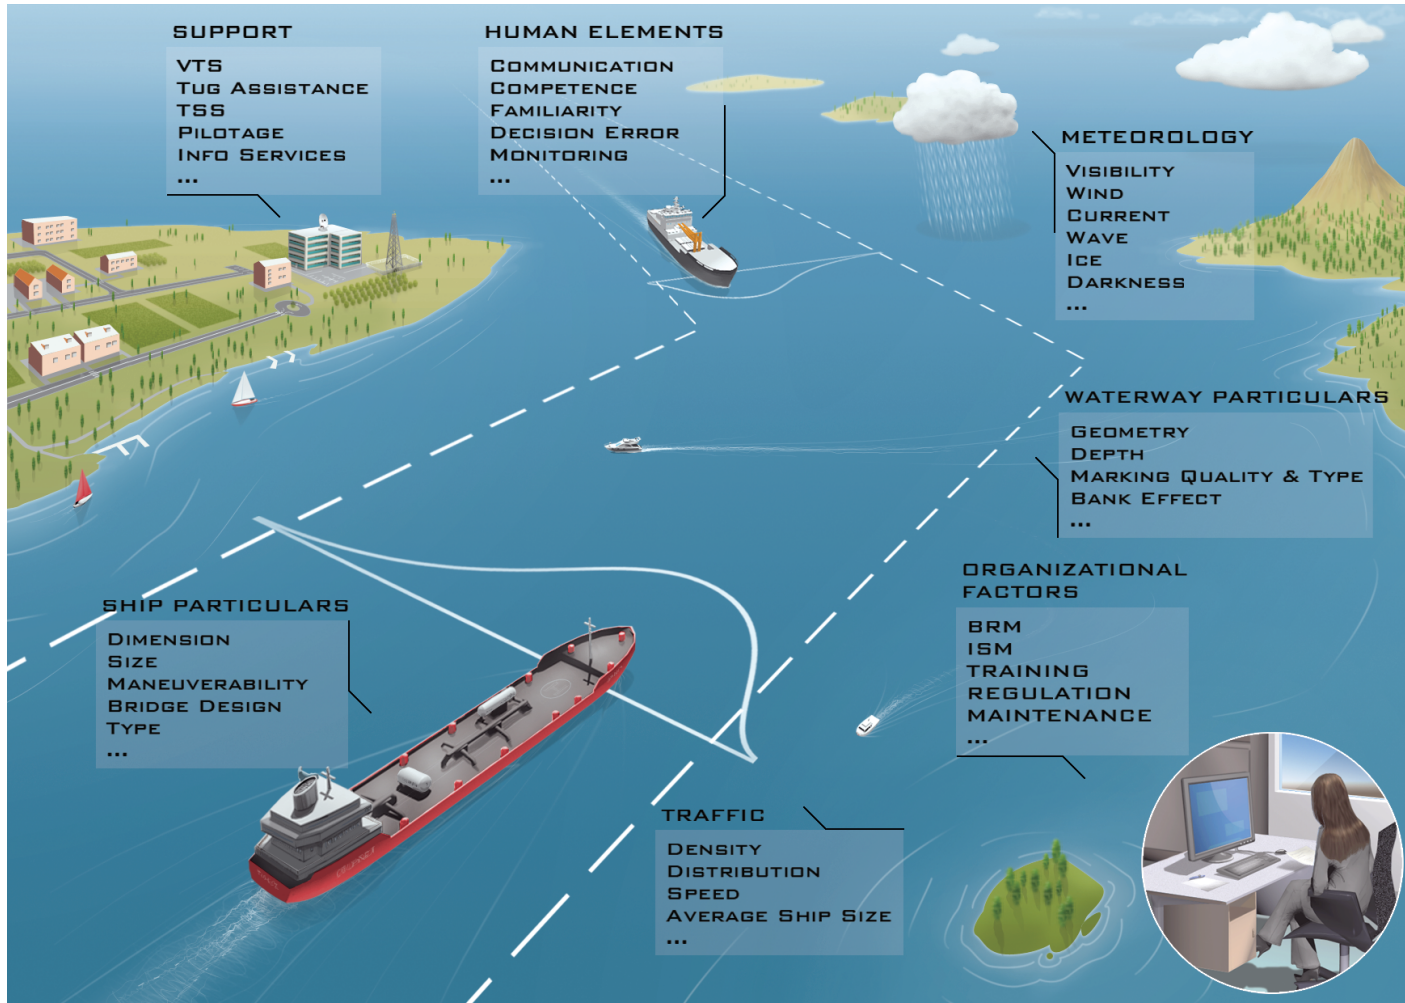 SUPPORT
VTS
TUG ASSISTANCE
TSS
PILOTAGE
INFO SERVICES
...
HUMAN ELEMENTS
COMMUNICATION
COMPETENCE
FAMILIARITY
DECISION ERROR
MONITORING
...
METEOROLOGY
VISIBILITY
WIND
CURRENT
WAVE
ICE
DARKNESS
...
WATERWAY PARTICULARS
GEOMETRY
DEPTH
MARKING QUALITY & TYPE
BANK EFFECT
...
ORGANIZATIONAL
FACTORS
BRM
ISM
TRAINING
REGULATION
MAINTENANCE
...
SHIP PARTICULARS
DIMENSION
SIZE
MANEUVERABILITY
BRIDGE DESIGN
TYPE
...
TRAFFIC
DENSITY
DISTRIBUTION
SPEED
AVERAGE SHIP SIZE
...